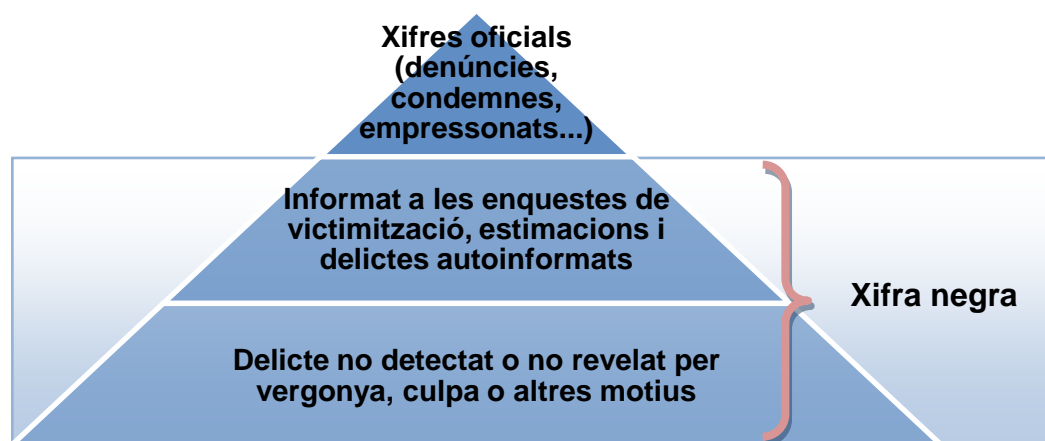 Xifres oficials
(denúncies,
condemnes,
empressonats...)
Informat a les enquestes de
victimització, estimacions i
delictes autoinformats
Xifra negra
Delicte no detectat o no revelat per
vergonya, culpa o altres motius